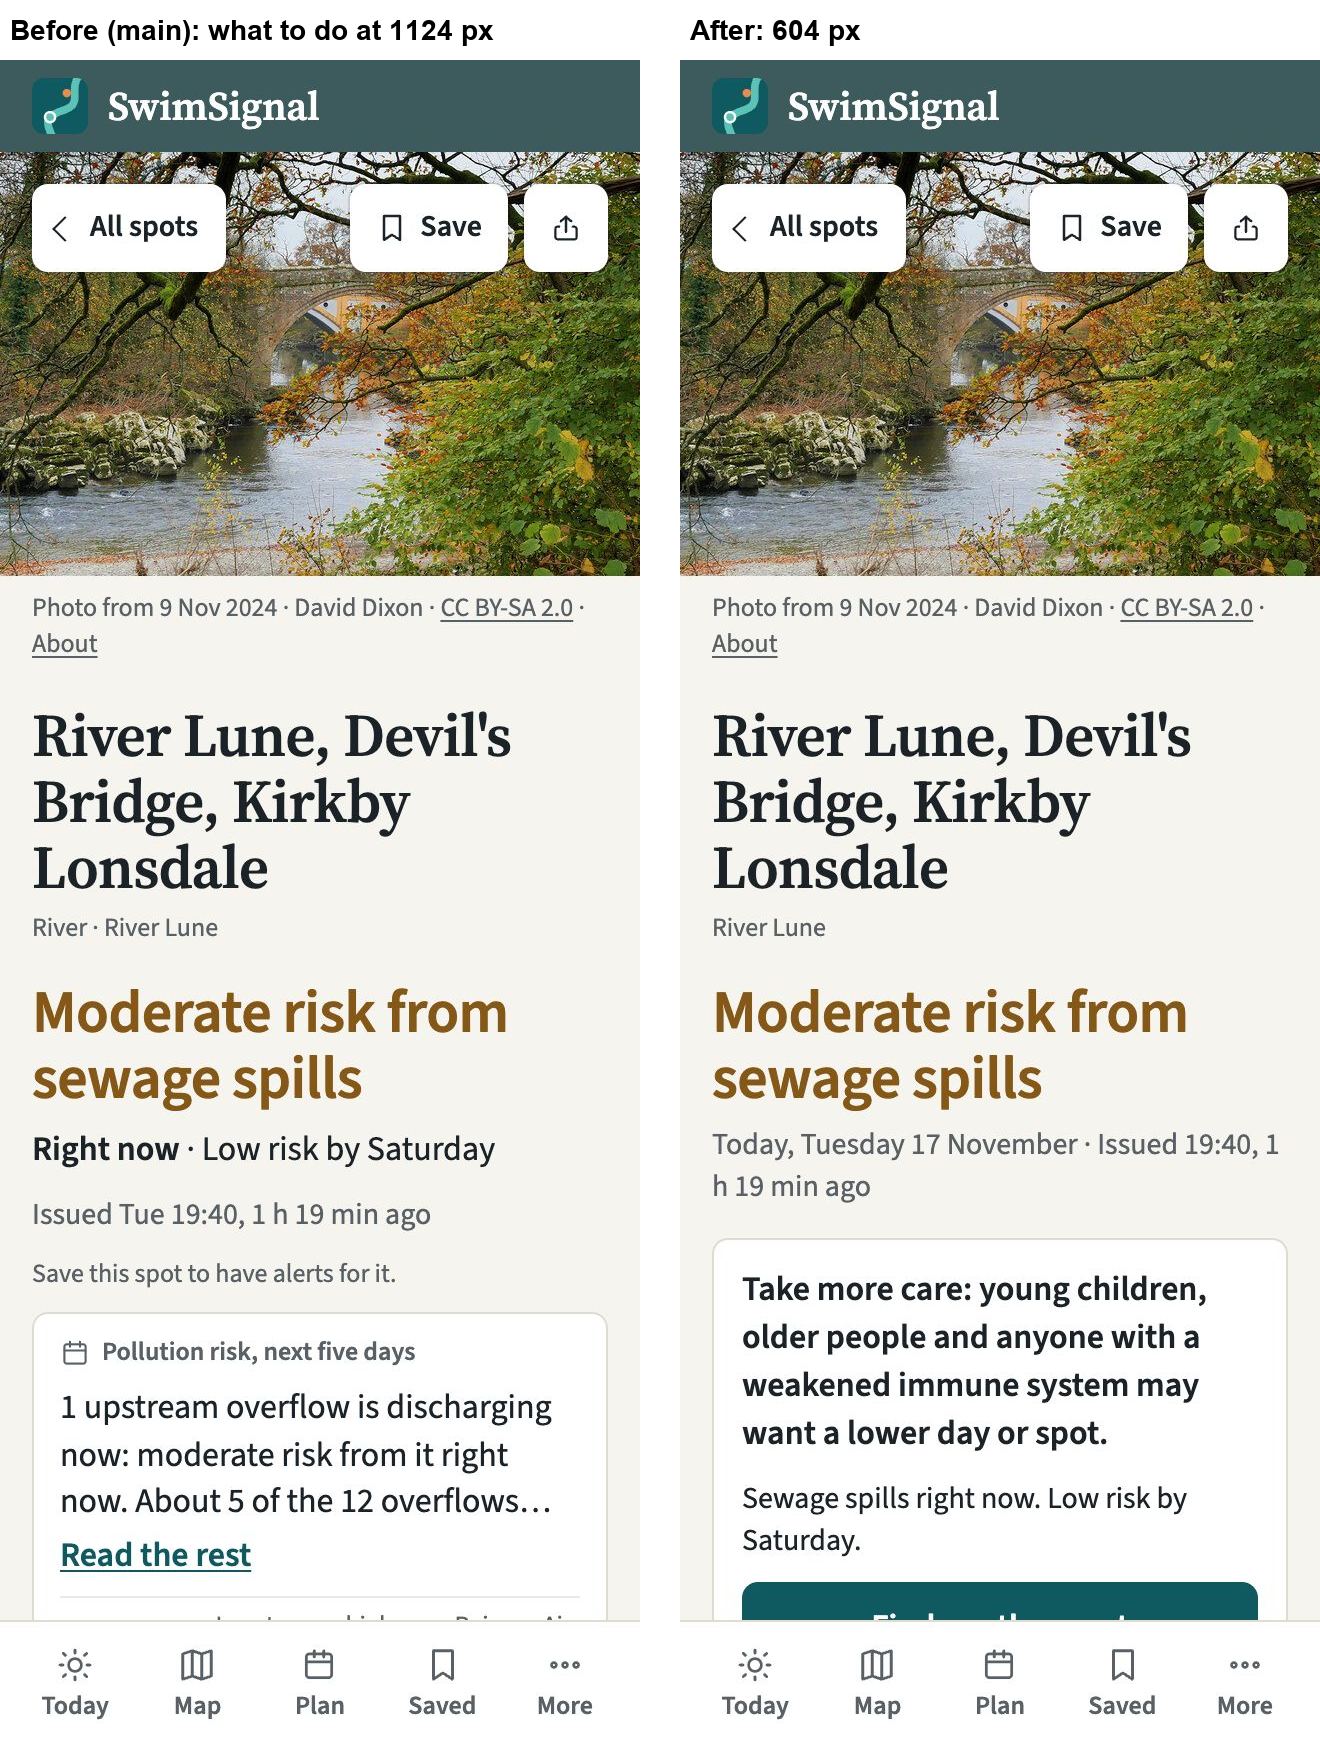 Before (main): what to do at 1124 px
SwimSignal
All spots
Save
Photo from 9 Nov 2024 · David Dixon · CC BY-SA 2.0 ·
About
River Lune, Devil's
Bridge, Kirkby
Lonsdale
River · River Lune
Moderate risk from
sewage spills
Right now · Low risk by Saturday
Issued Tue 19:40, 1 h 19 min ago
Save this spot to have alerts for it.
Pollution risk, next five days
1 upstream overflow is discharging
now: moderate risk from it right
now. About 5 of the 12 overflows…
Read the rest
Today
Map
Plan
Saved
More
After: 604 px
SwimSignal
All spots
Save
Photo from 9 Nov 2024 · David Dixon · CC BY-SA 2.0 ·
About
River Lune, Devil's
Bridge, Kirkby
Lonsdale
River Lune
Moderate risk from
sewage spills
Today, Tuesday 17 November · Issued 19:40, 1
h 19 min ago
Take more care: young children,
older people and anyone with a
weakened immune system may
want a lower day or spot.
Sewage spills right now. Low risk by
Saturday.
Today
Map
Plan
Saved
More